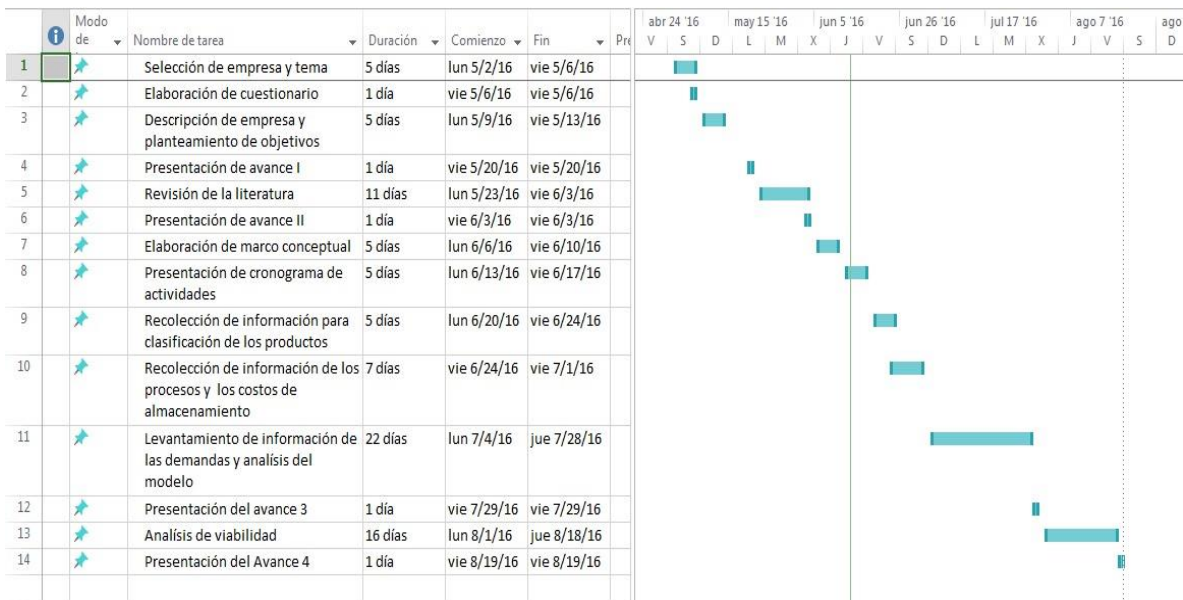 Modo
de Nombre de tarea Duración Comienzo Fin
abr 24 '16 may 15 '16 jun 5 '16 jun 26 '16 jul 17 '16 ago 7 '16 ago
V S D L M X J V S D L M X J V S D
1 Selección de empresa y tema 5 días lun 5/2/16 vie 5/6/16
2 Elaboración de cuestionario 1 día vie 5/6/16 vie 5/6/16
3 Descripción de empresa y 5 días lun 5/9/16 vie 5/13/16
planteamiento de objetivos
4 Presentación de avance I 1 día vie 5/20/16 vie 5/20/16
5 Revisión de la literatura 11 días lun 5/23/16 vie 6/3/16
6 Presentación de avance II 1 día vie 6/3/16 vie 6/3/16
7 Elaboración de marco conceptual 5 días lun 6/6/16 vie 6/10/16
8 Presentación de cronograma de 5 días lun 6/13/16 vie 6/17/16
actividades
9 Recolección de información para 5 días lun 6/20/16 vie 6/24/16
clasificación de los productos
10 Recolección de información de los 7 días vie 6/24/16 vie 7/1/16
procesos y los costos de
almacenamiento
11 Levantamiento de información de 22 días lun 7/4/16 jue 7/28/16
las demandas y analísis del
modelo
12 Presentación del avance 3 1 día vie 7/29/16 vie 7/29/16
13 Analísis de viabilidad 16 días lun 8/1/16 jue 8/18/16
14 Presentación del Avance 4 1 día vie 8/19/16 vie 8/19/16